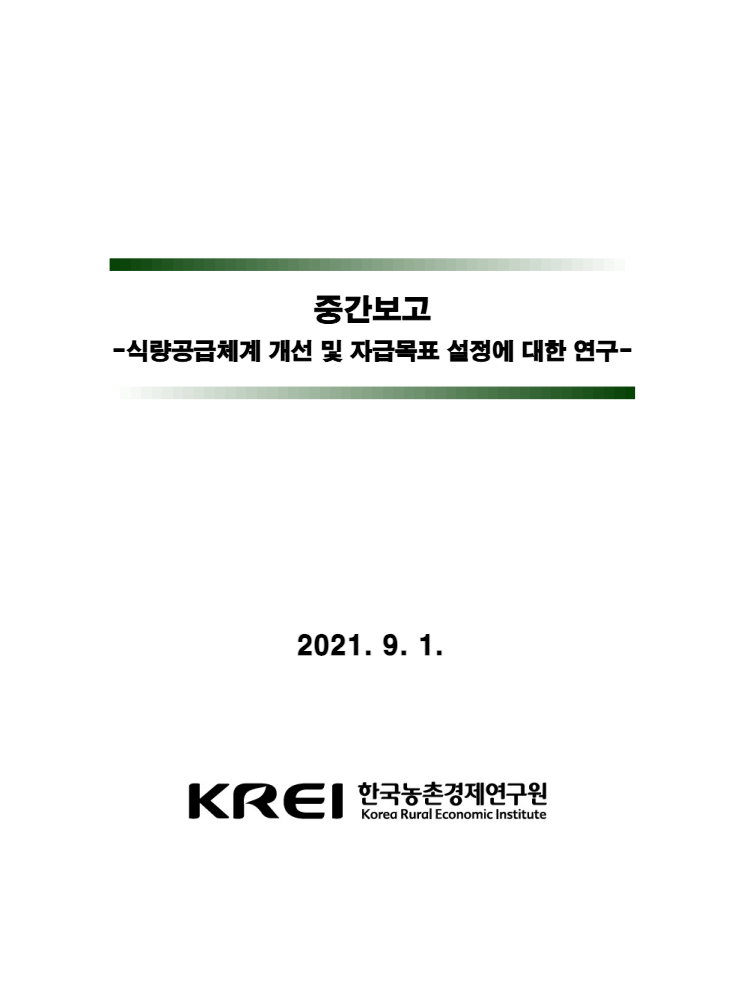 중간보고
-식량공급체계 개선 및 자급목표 설정에 대한 연구-
2021. 9. 1.
KREI 한국농촌경제연구원
Korea Rural Economic Institute